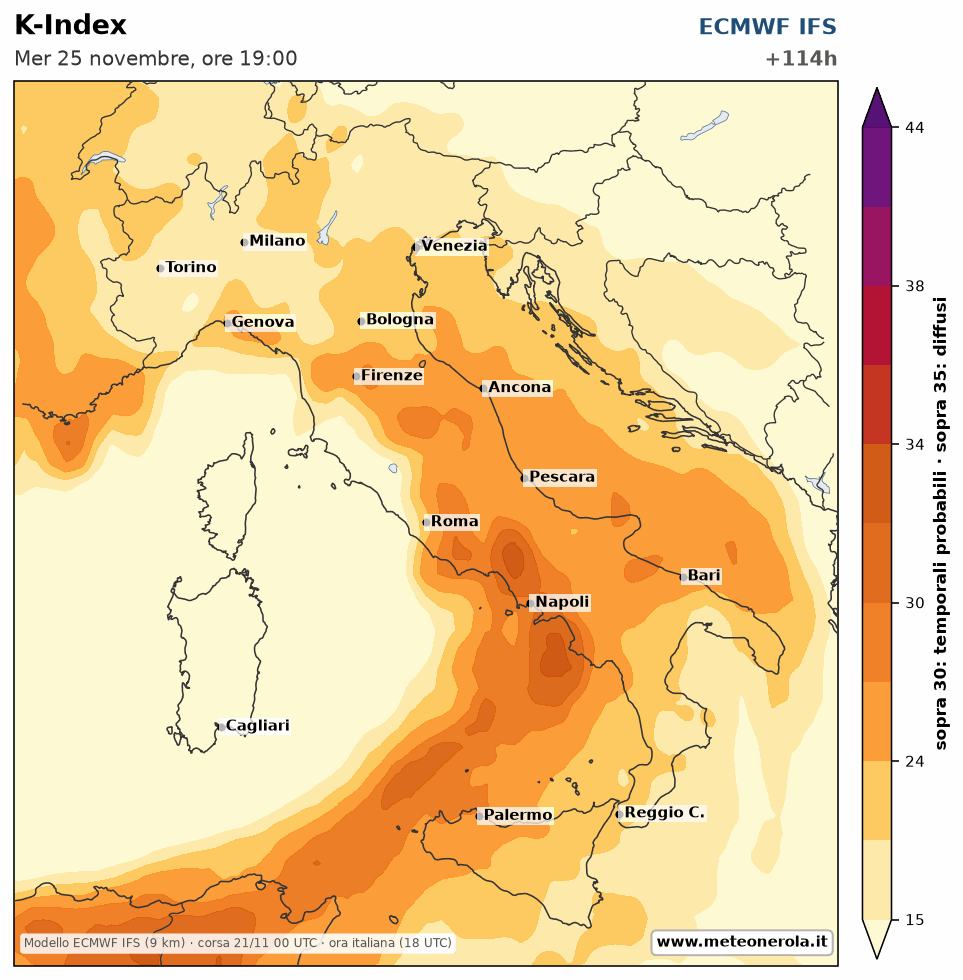 K-Index
ECMWF IFS
Mer 25 novembre, ore 19:00
+114h
44
38
34
30
24
15
sopra 30: temporali probabili · sopra 35: diffusi
Milano
Venezia
Torino
Genova
Bologna
Firenze
Ancona
Pescara
Roma
Bari
Napoli
Cagliari
Palermo
Reggio C.
Modello ECMWF IFS (9 km) · corsa 21/11 00 UTC · ora italiana (18 UTC)
www.meteonerola.it